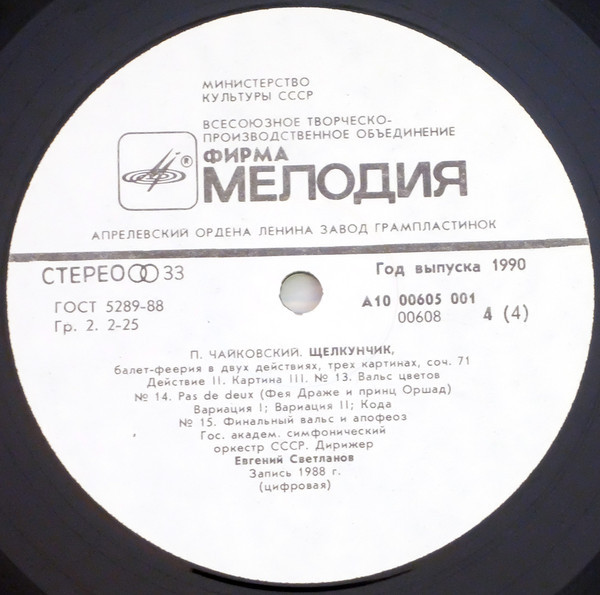 МИНИСТЕРСТВО
КУЛЬТУРЫ СССР
ВСЕСОЮЗНОЕ ТВОРЧЕСКО-
ПРОИЗВОДСТВЕННОЕ ОБЪЕДИНЕНИЕ
® ФИРМА
МЕЛОДИЯ
АПРЕЛЕВСКИЙ ОРДЕНА ЛЕНИНА ЗАВОД ГРАМПЛАСТИНОК
СТЕРЕО 33
Год выпуска 1990
ГОСТ 5289-88
Гр. 2. 2-25
А10 00605 001
00608 4 (4)
П. ЧАЙКОВСКИЙ. ЩЕЛКУНЧИК,
балет-феерия в двух действиях, трех картинах, соч. 71
Действие II. Картина III. № 13. Вальс цветов
№ 14. Pas de deux (Фея Драже и принц Оршад)
Вариация I; Вариация II; Кода
№ 15. Финальный вальс и апофеоз
Гос. академ. симфонический
оркестр СССР. Дирижер
Евгений Светланов
Запись 1988 г.
(цифровая)